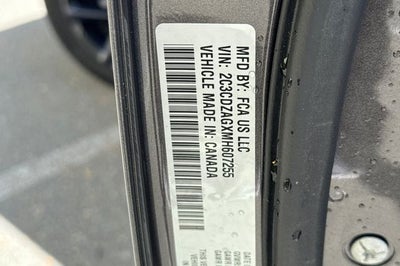 MFD BY: FCA US LLC
VIN: 2C3CDZAGXMH607255
VEHICLE MADE IN: CANADA